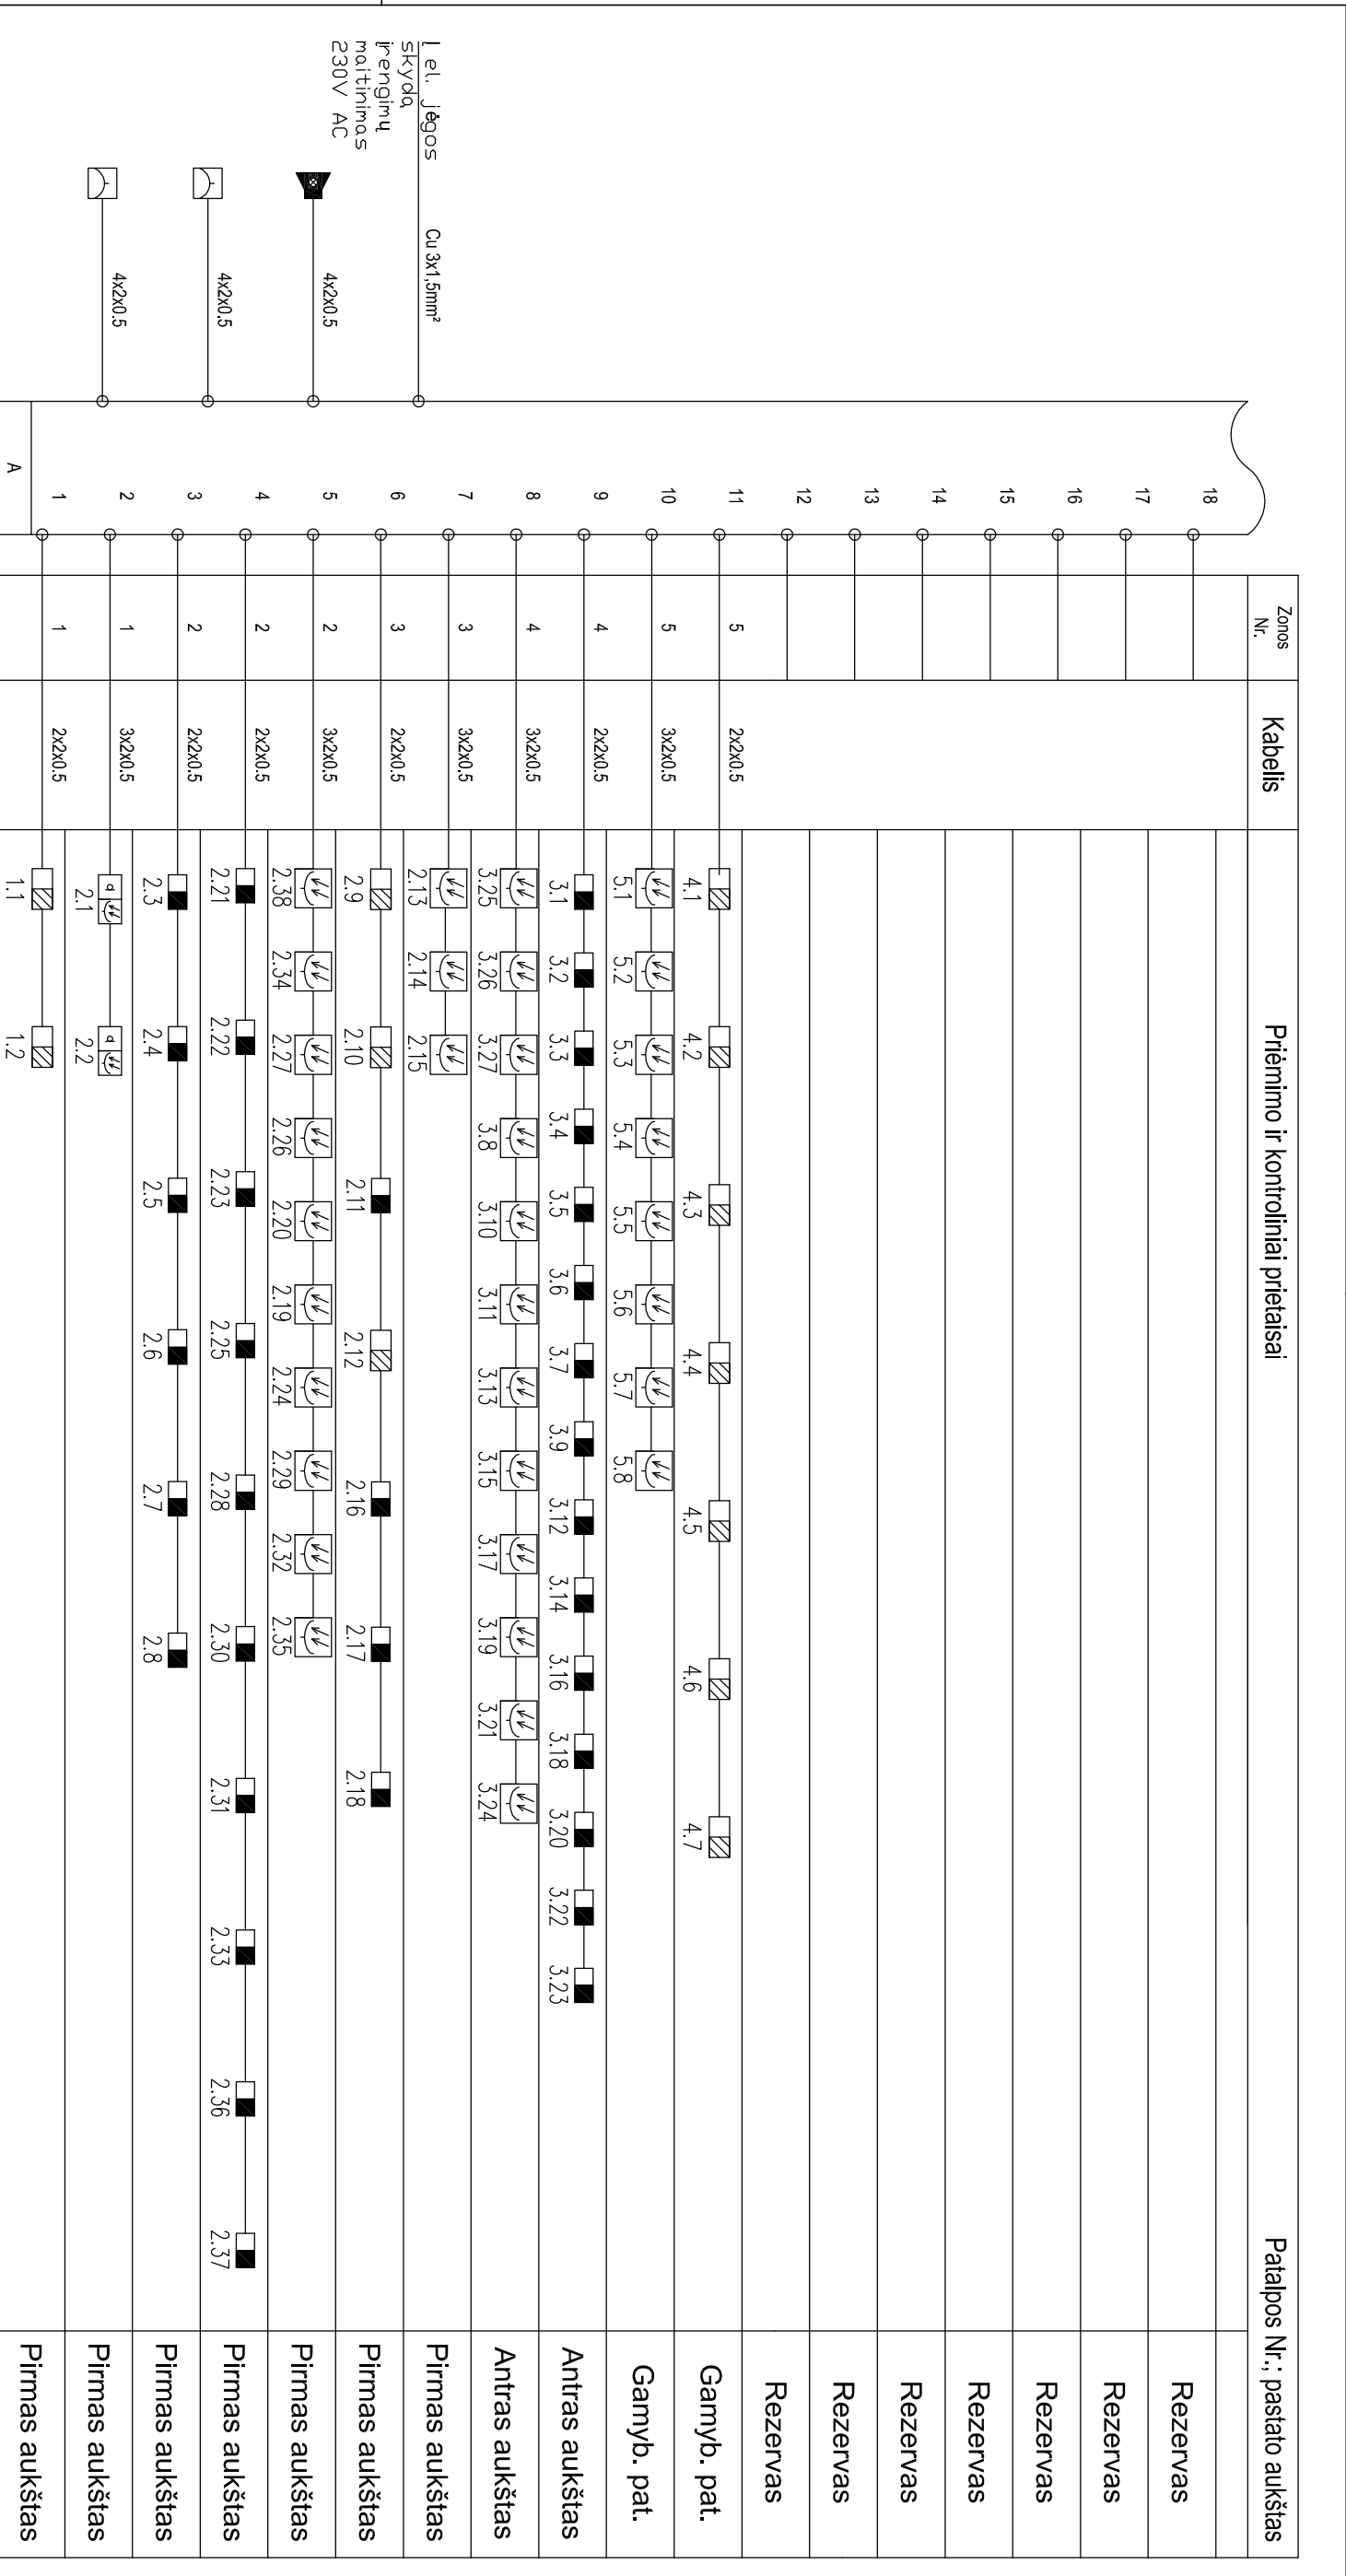 Zonos
Nr.
Kabelis
Priėmimo ir kontroliniai prietaisai
Patalpos Nr.; pastato aukštas
18
Rezervas
17
Rezervas
16
Rezervas
15
Rezervas
14
Rezervas
13
Rezervas
12
Rezervas
11 5 2x2x0.5 4.1 4.2 4.3 4.4 4.5 4.6 4.7 Gamyb. pat.
10 5 3x2x0.5 5.1 5.2 5.3 5.4 5.5 5.6 5.7 5.8 Gamyb. pat.
9 4 2x2x0.5 3.1 3.2 3.3 3.4 3.5 3.6 3.7 3.9 3.12 3.14 3.16 3.18 3.20 3.22 3.23 Antras aukštas
8 4 3x2x0.5 3.25 3.26 3.27 3.8 3.10 3.11 3.13 3.15 3.17 3.19 3.21 3.24 Antras aukštas
7 3 3x2x0.5 2.13 2.14 2.15 Pirmas aukštas
6 3 2x2x0.5 2.9 2.10 2.11 2.12 2.16 2.17 2.18 Pirmas aukštas
5 2 3x2x0.5 2.38 2.34 2.27 2.26 2.20 2.19 2.24 2.29 2.32 2.35 Pirmas aukštas
4 2 2x2x0.5 2.21 2.22 2.23 2.25 2.28 2.30 2.31 2.33 2.36 2.37 Pirmas aukštas
3 2 2x2x0.5 2.3 2.4 2.5 2.6 2.7 2.8 Pirmas aukštas
2 1 3x2x0.5 2.1 2.2 Pirmas aukštas
1 1 2x2x0.5 1.1 1.2 Pirmas aukštas
A
Į el. jėgos
skydą
įrengimų
maitinimas
230V AC
Cu 3x1,5mm²
4x2x0.5
4x2x0.5
4x2x0.5